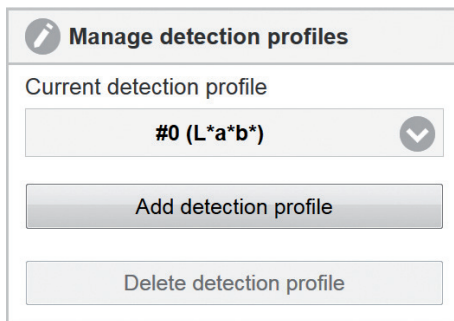 Manage detection profiles
Current detection profile
#0 (L*a*b*)
Add detection profile
Delete detection profile